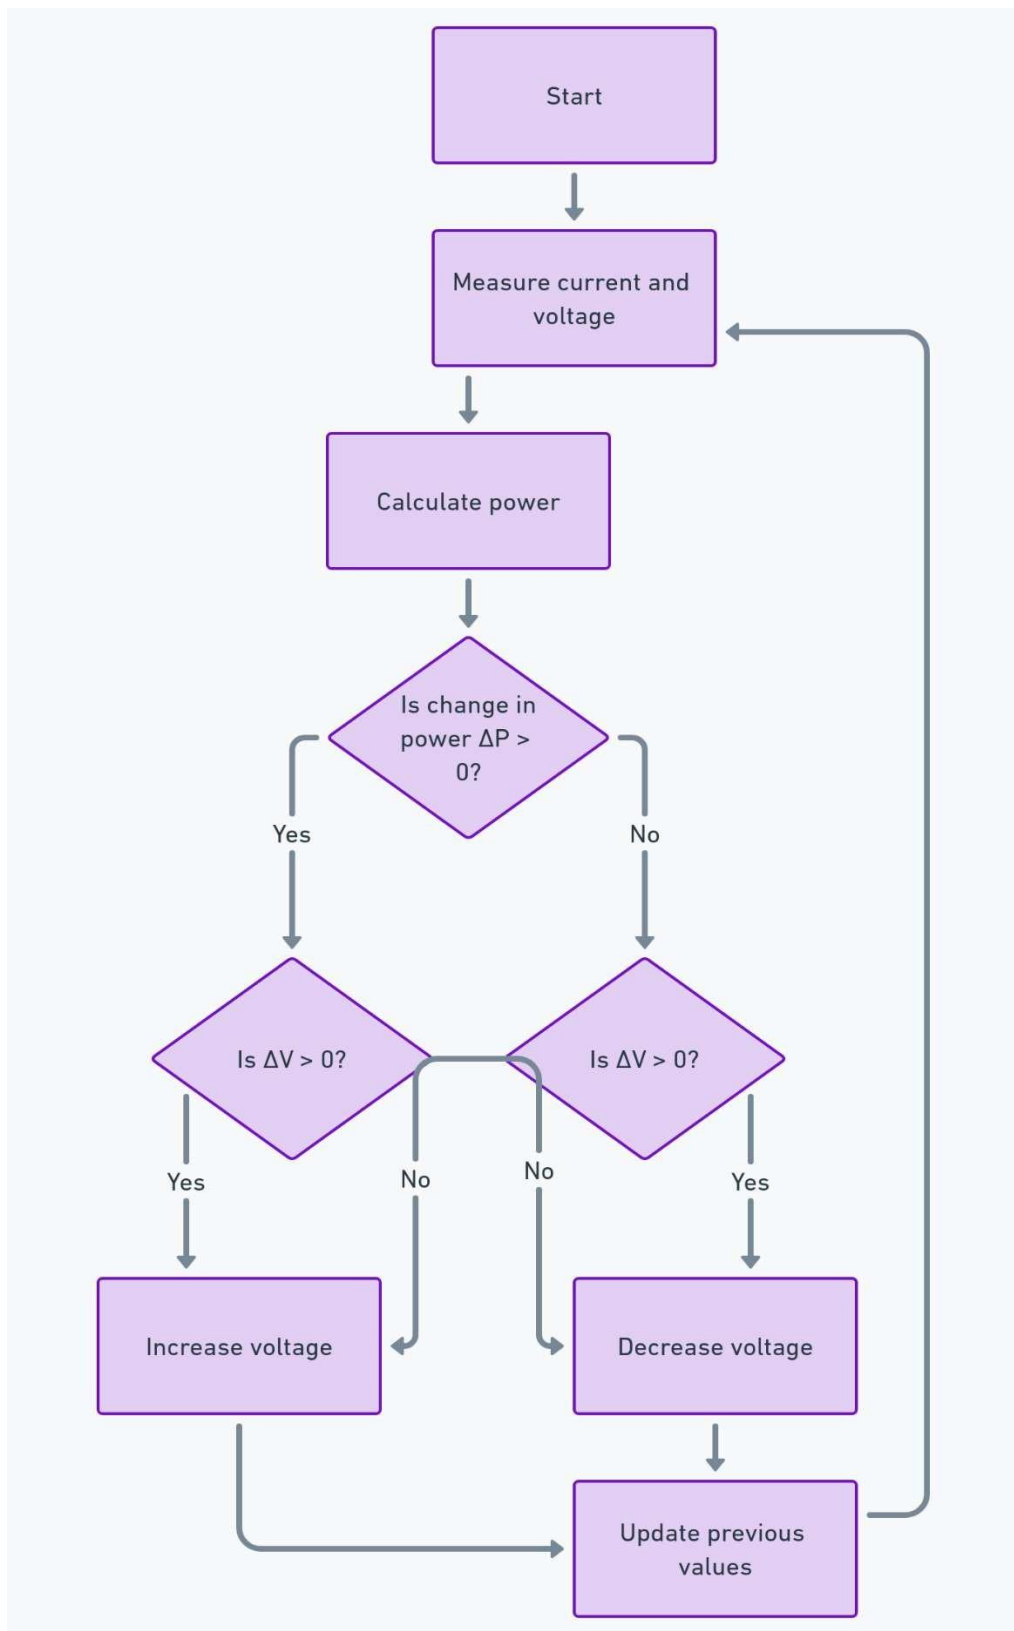 Start
Measure current and
voltage
Calculate power
Is change in
power ΔP >
0?
Yes
No
Is ΔV > 0?
Is ΔV > 0?
Yes
No
No
Yes
Increase voltage
Decrease voltage
Update previous
values